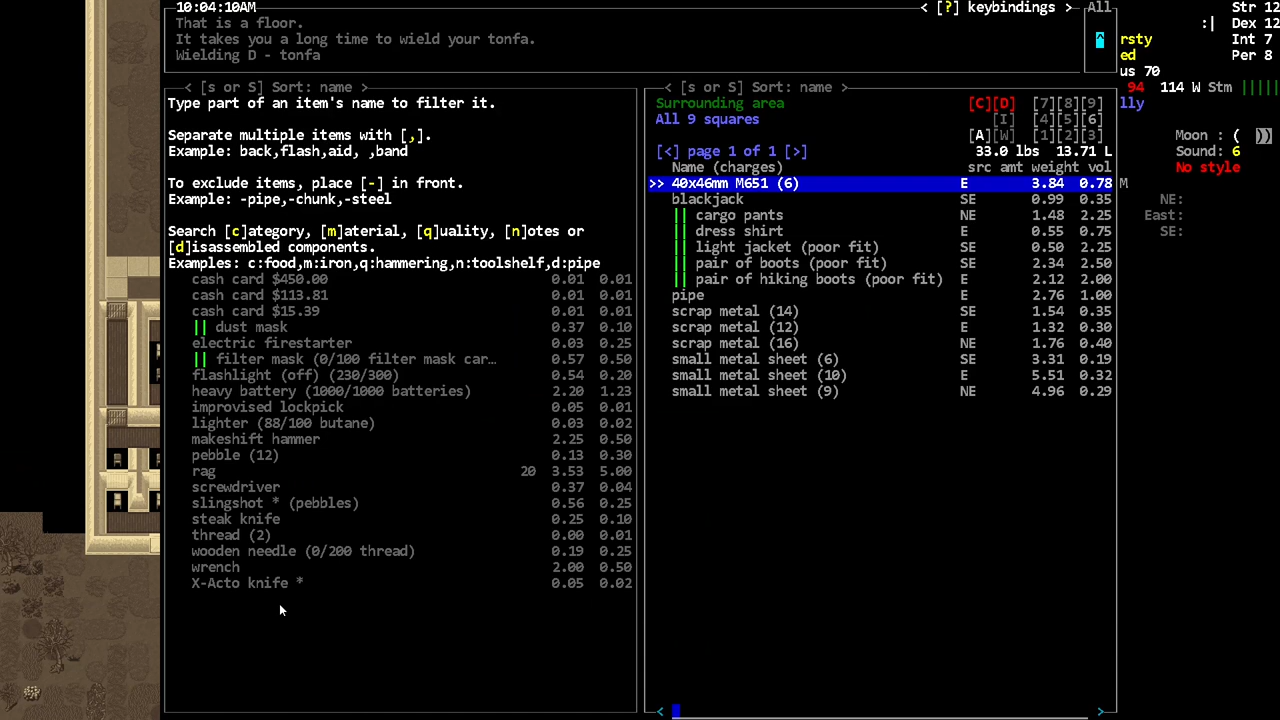 10:04:10AM < [?] keybindings > All Str 12
That is a floor. :| Dex 12
It takes you a long time to wield your tonfa. ^ rsty Int 7
Wielding D - tonfa ed Per 8
us 70
< [s or S] Sort: name > < [s or S] Sort: name > 94 114 W Stm |||||
Type part of an item's name to filter it. Surrounding area [C][D] [7][8][9] lly
All 9 squares [I] [4][5][6]
Separate multiple items with [,]. [A][W] [1][2][3] Moon : ( ))
Example: back,flash,aid, ,band [<] page 1 of 1 [>] 33.0 lbs 13.71 L Sound: 6
Name (charges) src amt weight vol No style
To exclude items, place [-] in front. >> 40x46mm M651 (6) E 3.84 0.78 M
Example: -pipe,-chunk,-steel blackjack SE 0.99 0.35 NE:
|| cargo pants NE 1.48 2.25 East:
Search [c]ategory, [m]aterial, [q]uality, [n]otes or || dress shirt E 0.55 0.75 SE:
[d]isassembled components. || light jacket (poor fit) SE 0.50 2.25
Examples: c:food,m:iron,q:hammering,n:toolshelf,d:pipe || pair of boots (poor fit) SE 2.34 2.50
cash card $450.00 0.01 0.01 || pair of hiking boots (poor fit) E 2.12 2.00
cash card $113.81 0.01 0.01 pipe E 2.76 1.00
cash card $15.39 0.01 0.01 scrap metal (14) SE 1.54 0.35
|| dust mask 0.37 0.10 scrap metal (12) E 1.32 0.30
electric firestarter 0.03 0.25 scrap metal (16) NE 1.76 0.40
|| filter mask (0/100 filter mask car… 0.57 0.50 small metal sheet (6) SE 3.31 0.19
flashlight (off) (230/300) 0.54 0.20 small metal sheet (10) E 5.51 0.32
heavy battery (1000/1000 batteries) 2.20 1.23 small metal sheet (9) NE 4.96 0.29
improvised lockpick 0.05 0.01
lighter (88/100 butane) 0.03 0.02
makeshift hammer 2.25 0.50
pebble (12) 0.13 0.30
rag 20 3.53 5.00
screwdriver 0.37 0.04
slingshot * (pebbles) 0.56 0.25
steak knife 0.25 0.10
thread (2) 0.00 0.01
wooden needle (0/200 thread) 0.19 0.25
wrench 2.00 0.50
X-Acto knife * 0.05 0.02
< >